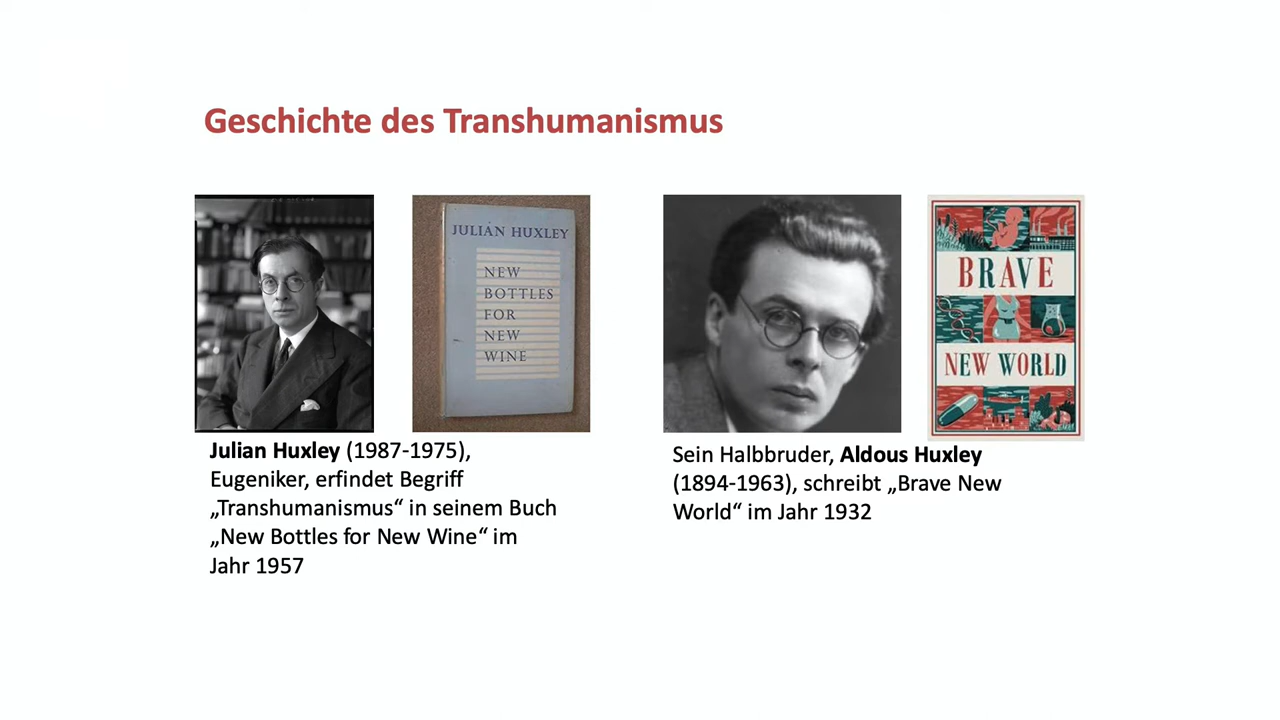 Geschichte des Transhumanismus
JULIAN HUXLEY
NEW
BOTTLES
FOR
NEW
WINE
BRAVE
NEW WORLD
Julian Huxley (1987-1975),
Eugeniker, erfindet Begriff
„Transhumanismus“ in seinem Buch
„New Bottles for New Wine“ im
Jahr 1957
Sein Halbbruder, Aldous Huxley
(1894-1963), schreibt „Brave New
World“ im Jahr 1932